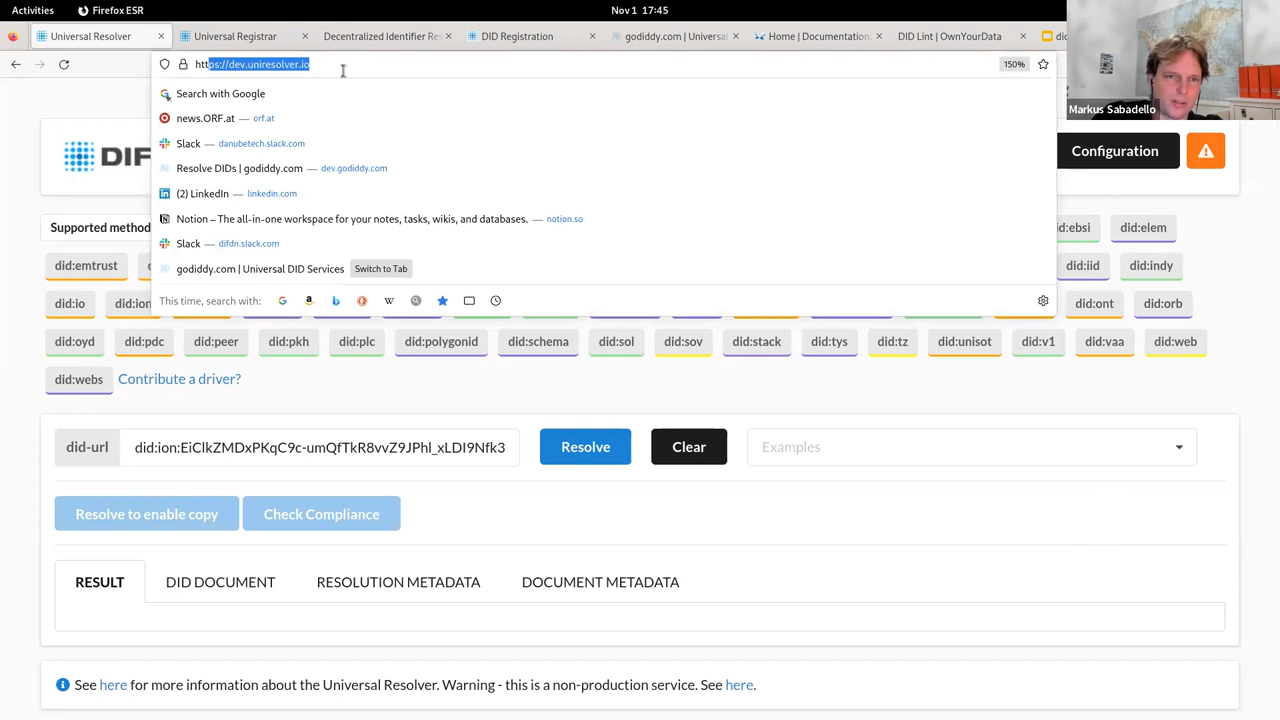 Activities
Firefox ESR
Nov 1 17:45
Universal Resolver
Universal Registrar
Decentralized Identifier Re
DID Registration
godiddy.com | Universal
Home | Documentation
DID Lint | OwnYourData
https://dev.uniresolver.io
150%
Markus Sabadello
Search with Google
news.ORF.at — orf.at
Slack — danubetech.slack.com
Resolve DIDs | godiddy.com — dev.godiddy.com
(2) LinkedIn — linkedin.com
Notion – The all-in-one workspace for your notes, tasks, wikis, and databases. — notion.so
Slack — difdn.slack.com
godiddy.com | Universal DID Services Switch to Tab
This time, search with:
DIF
Configuration
Supported method
did:ebsi did:elem
did:emtrust did:iid did:indy
did:io did:ion did:ont did:orb
did:oyd did:pdc did:peer did:pkh did:plc did:polygonid did:schema did:sol did:sov did:stack did:tys did:tz did:unisot did:v1 did:vaa did:web
did:webs Contribute a driver?
did-url did:ion:EiClkZMDxPKqC9c-umQfTkR8vvZ9JPhl_xLDI9Nfk3 Resolve Clear Examples
Resolve to enable copy Check Compliance
RESULT DID DOCUMENT RESOLUTION METADATA DOCUMENT METADATA
See here for more information about the Universal Resolver. Warning - this is a non-production service. See here.